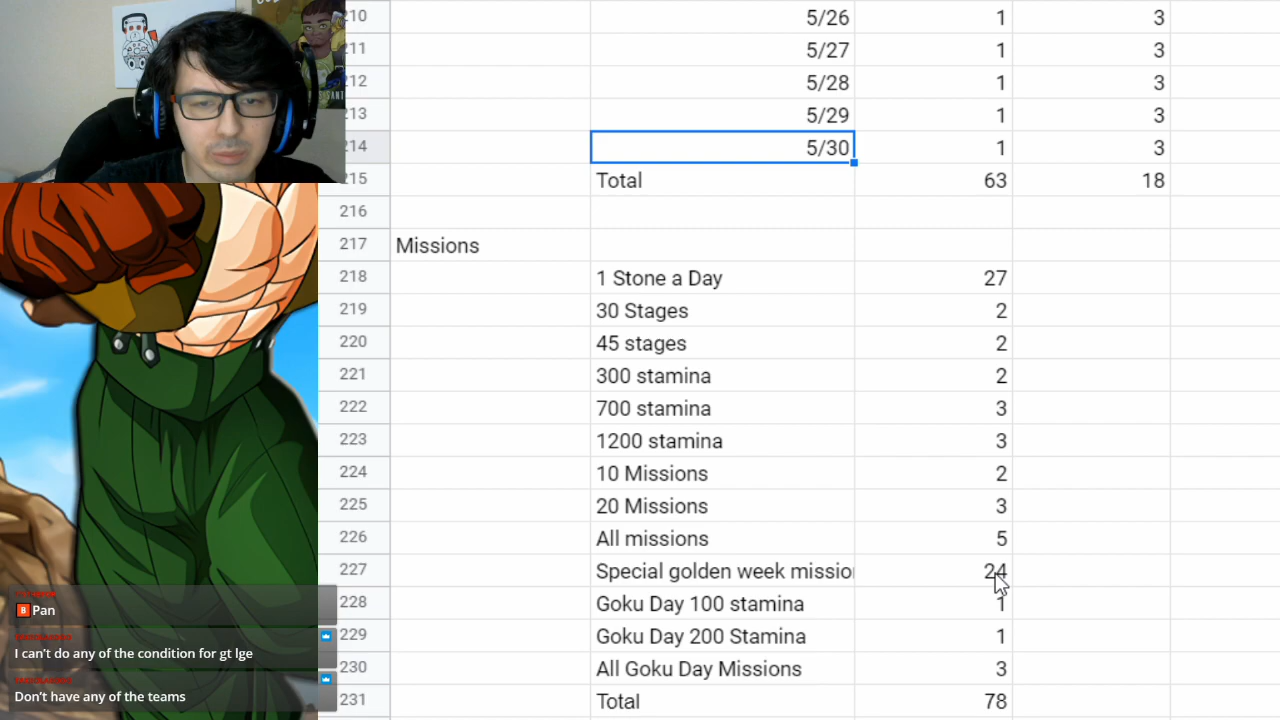 210 5/26 1 3
211 5/27 1 3
212 5/28 1 3
213 5/29 1 3
214 5/30 1 3
215 Total 63 18
216
217 Missions
218 1 Stone a Day 27
219 30 Stages 2
220 45 stages 2
221 300 stamina 2
222 700 stamina 3
223 1200 stamina 3
224 10 Missions 2
225 20 Missions 3
226 All missions 5
227 Special golden week missio 24
228 Goku Day 100 stamina 1
229 Goku Day 200 Stamina 1
230 All Goku Day Missions 3
231 Total 78
B Pan
I can't do any of the condition for gt lge
Don't have any of the teams